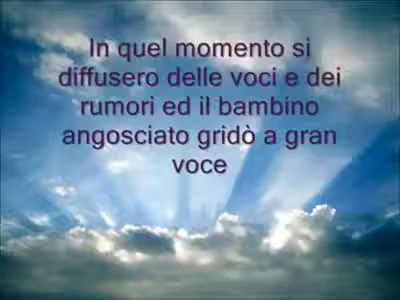 In quel momento si
diffusero delle voci e dei
rumori ed il bambino
angosciato gridò a gran
voce